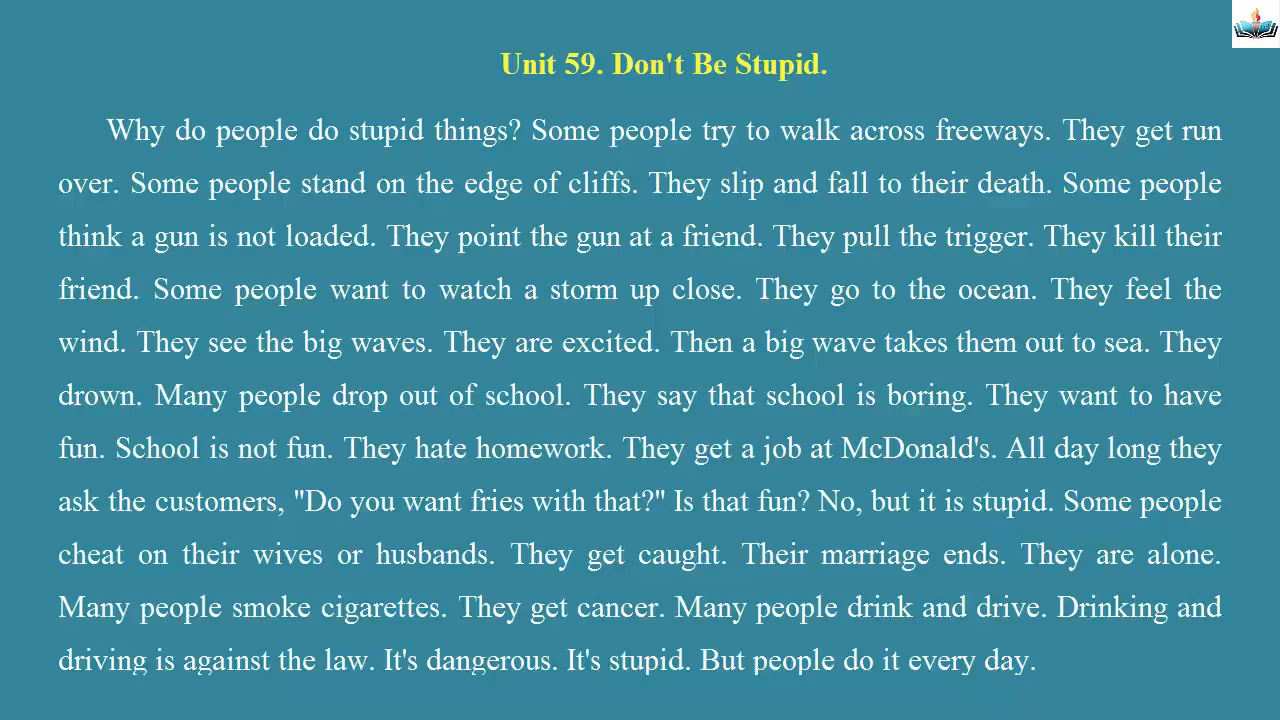 Unit 59. Don't Be Stupid.
Why do people do stupid things? Some people try to walk across freeways. They get run
over. Some people stand on the edge of cliffs. They slip and fall to their death. Some people
think a gun is not loaded. They point the gun at a friend. They pull the trigger. They kill their
friend. Some people want to watch a storm up close. They go to the ocean. They feel the
wind. They see the big waves. They are excited. Then a big wave takes them out to sea. They
drown. Many people drop out of school. They say that school is boring. They want to have
fun. School is not fun. They hate homework. They get a job at McDonald's. All day long they
ask the customers, "Do you want fries with that?" Is that fun? No, but it is stupid. Some people
cheat on their wives or husbands. They get caught. Their marriage ends. They are alone.
Many people smoke cigarettes. They get cancer. Many people drink and drive. Drinking and
driving is against the law. It's dangerous. It's stupid. But people do it every day.